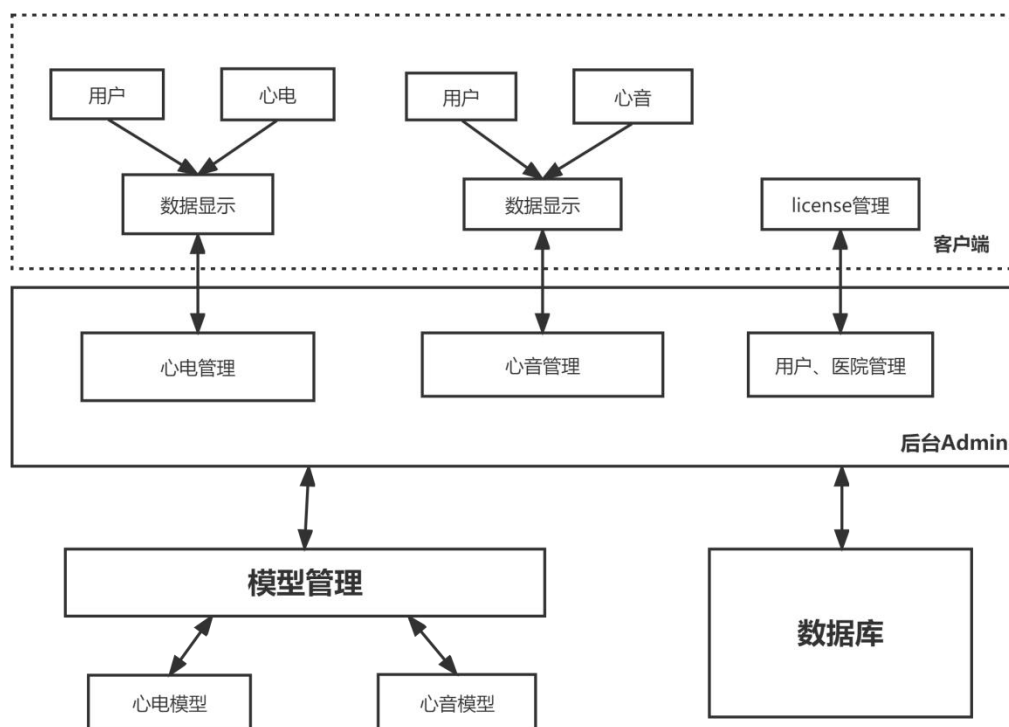 用户
心电
用户
心音
数据显示
数据显示
license管理
客户端
心电管理
心音管理
用户、医院管理
后台Admin
模型管理
数据库
心电模型
心音模型